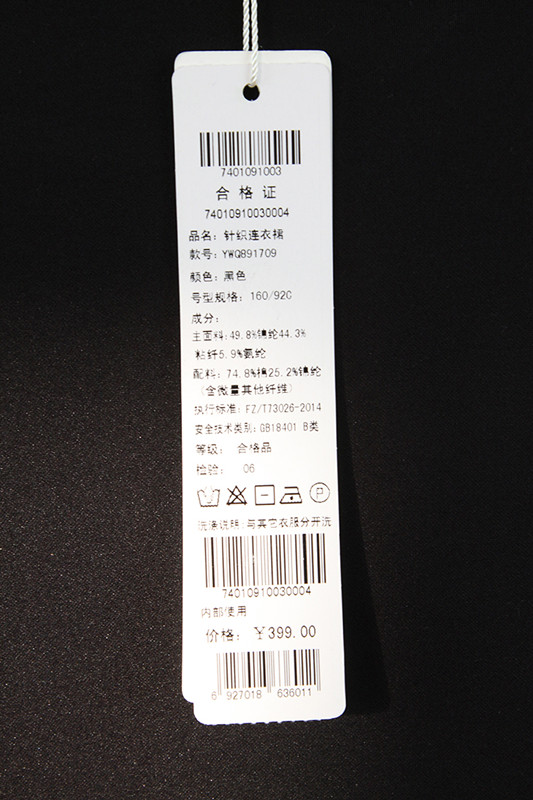 7401091003
合格证
74010910030004
品名: 针织连衣裙
款号: YWQ891709
颜色: 黑色
号型规格: 160/92C
成分:
主面料:49.8%锦纶44.3%
粘纤5.9%氨纶
配料: 74.8%棉25.2%锦纶
(含微量其他纤维)
执行标准: FZ/T73026-2014
安全技术类别:GB18401 B类
等级: 合格品
检验: 06
P
洗涤说明:与其它衣服分开洗
74010910030004
内部使用
价格: ¥399.00
6 927018 636011